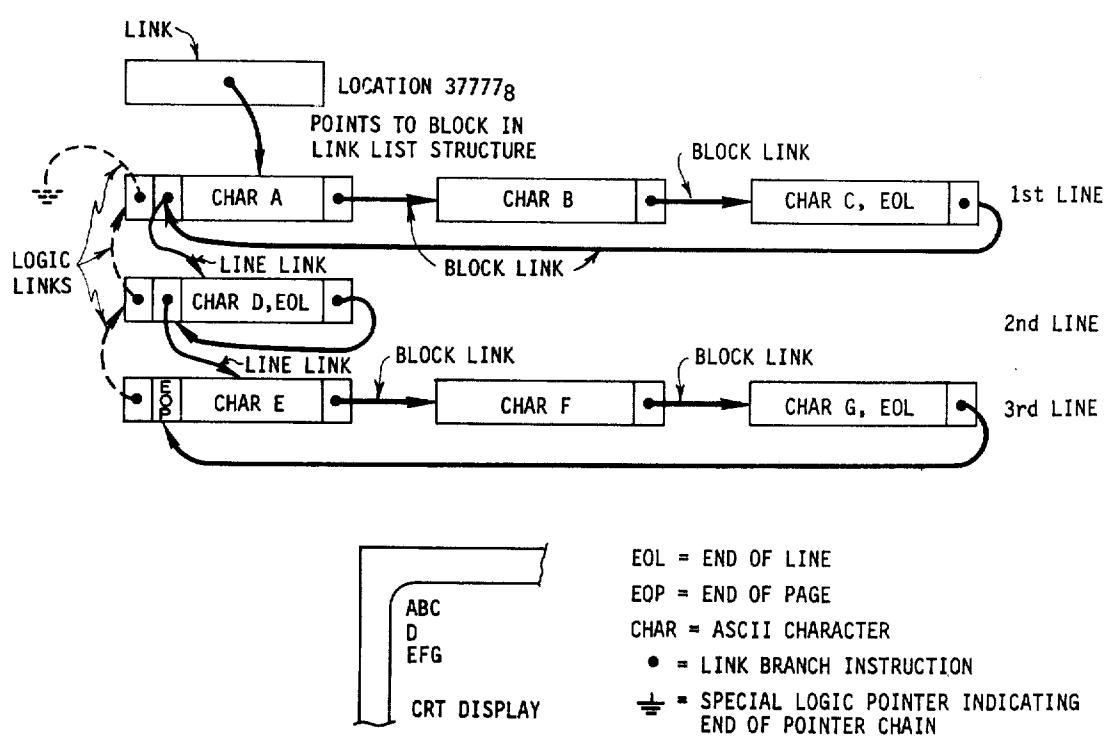 LINK
LOCATION 37777₈
POINTS TO BLOCK IN
LINK LIST STRUCTURE
BLOCK LINK
CHAR A
CHAR B
CHAR C, EOL
1st LINE
LOGIC
LINKS
LINE LINK
BLOCK LINK
CHAR D,EOL
2nd LINE
LINE LINK
BLOCK LINK
BLOCK LINK
EOP
CHAR E
CHAR F
CHAR G, EOL
3rd LINE
ABC
D
EFG
CRT DISPLAY
EOL = END OF LINE
EOP = END OF PAGE
CHAR = ASCII CHARACTER
● = LINK BRANCH INSTRUCTION
⏚ = SPECIAL LOGIC POINTER INDICATING
END OF POINTER CHAIN